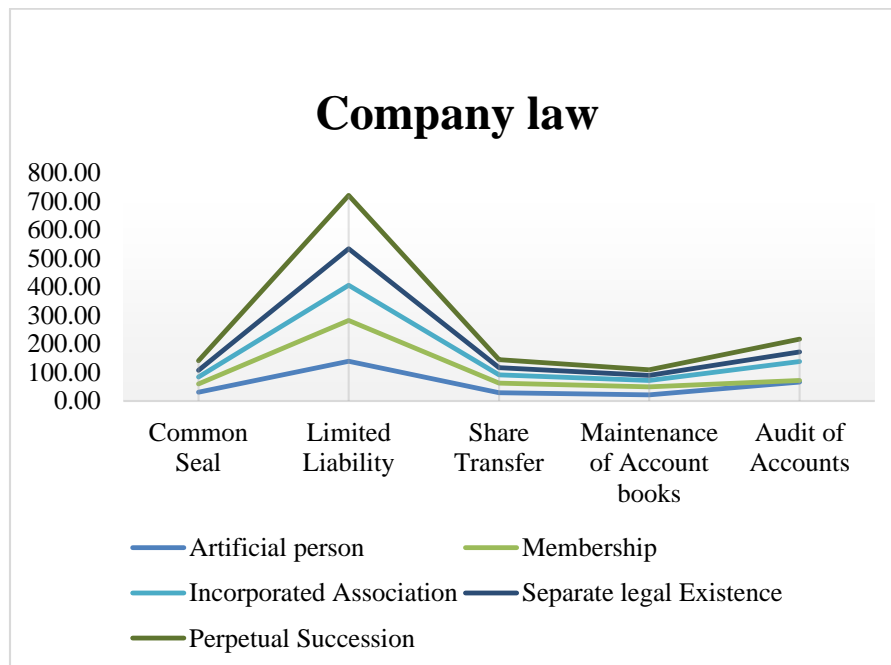 Company law
800.00
700.00
600.00
500.00
400.00
300.00
200.00
100.00
0.00
Common
Seal
Limited
Liability
Share
Transfer
Maintenance
of Account
books
Audit of
Accounts
Artificial person
Membership
Incorporated Association
Separate legal Existence
Perpetual Succession